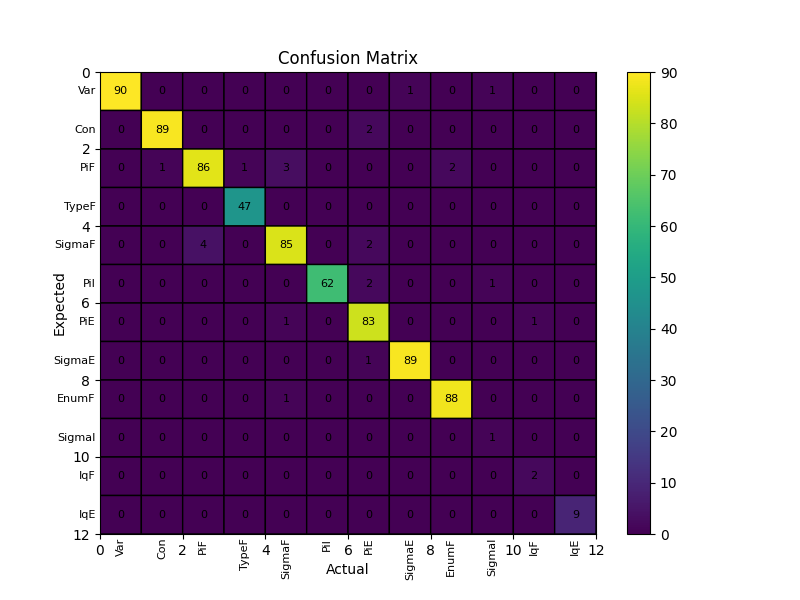 Confusion Matrix
0
Var 90 0 0 0 0 0 0 1 0 1 0 0
Con 0 89 0 0 0 0 2 0 0 0 0 0
2
PiF 0 1 86 1 3 0 0 0 2 0 0 0
TypeF 0 0 0 47 0 0 0 0 0 0 0 0
4
SigmaF 0 0 4 0 85 0 2 0 0 0 0 0
PiI 0 0 0 0 0 62 2 0 0 1 0 0
6
PiE 0 0 0 0 1 0 83 0 0 0 1 0
SigmaE 0 0 0 0 0 0 1 89 0 0 0 0
8
EnumF 0 0 0 0 1 0 0 0 88 0 0 0
SigmaI 0 0 0 0 0 0 0 0 0 1 0 0
10
IqF 0 0 0 0 0 0 0 0 0 0 2 0
IqE 0 0 0 0 0 0 0 0 0 0 0 9
12
Expected
0 2 4 6 8 10 12
Var Con PiF TypeF SigmaF PiI PiE SigmaE EnumF SigmaI IqF IqE
Actual
90
80
70
60
50
40
30
20
10
0